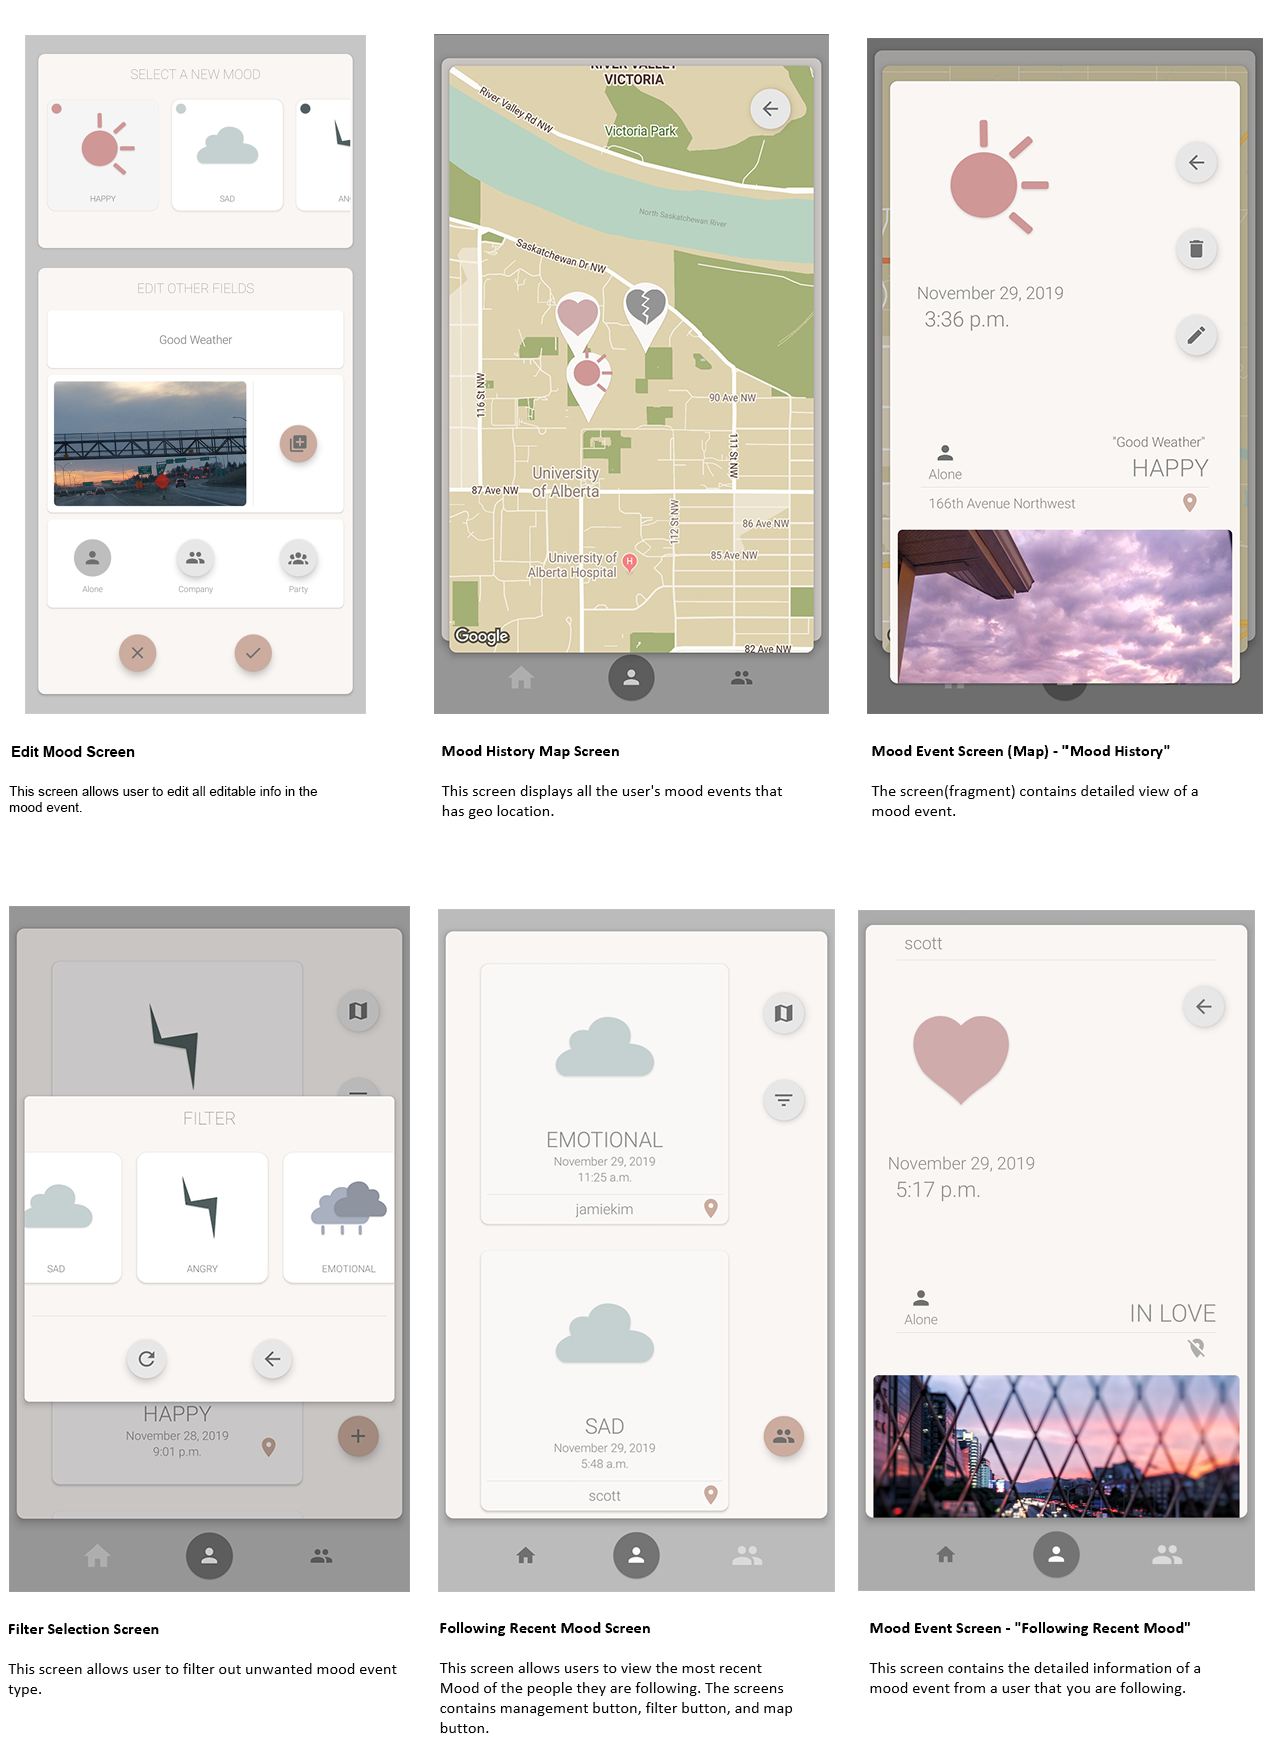 SELECT A NEW MOOD
HAPPY
SAD
AN
EDIT OTHER FIELDS
Good Weather
Alone
Company
Party
RIVER VALLEY
VICTORIA
River Valley Rd NW
Victoria Park
North Saskatchewan River
Saskatchewan Dr NW
116 St NW
90 Ave NW
111 St NW
University
of Alberta
87 Ave NW
112 St NW
86 Ave NW
University of
Alberta Hospital
H
85 Ave NW
Google
82 Ave NW
November 29, 2019
3:36 p.m.
"Good Weather"
Alone
HAPPY
166th Avenue Northwest
Edit Mood Screen
This screen allows user to edit all editable info in the
mood event.
Mood History Map Screen
This screen displays all the user's mood events that
has geo location.
Mood Event Screen (Map) - "Mood History"
The screen(fragment) contains detailed view of a
mood event.
FILTER
SAD
ANGRY
EMOTIONAL
HAPPY
November 28, 2019
9:01 p.m.
EMOTIONAL
November 29, 2019
11:25 a.m.
jamiekim
SAD
November 29, 2019
5:48 a.m.
scott
scott
November 29, 2019
5:17 p.m.
Alone
IN LOVE
Filter Selection Screen
This screen allows user to filter out unwanted mood event
type.
Following Recent Mood Screen
This screen allows users to view the most recent
Mood of the people they are following. The screens
contains management button, filter button, and map
button.
Mood Event Screen - "Following Recent Mood"
This screen contains the detailed information of a
mood event from a user that you are following.